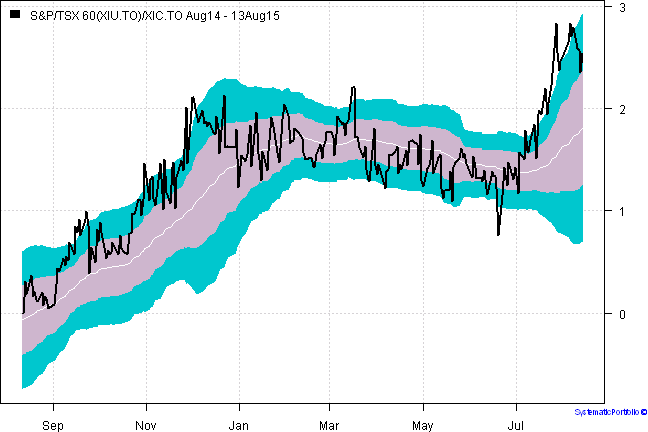 S&P/TSX 60(XIU.TO)/XIC.TO Aug14 - 13Aug15
3
2
1
0
Sep Nov Jan Mar May Jul
SystematicPortfolio ©